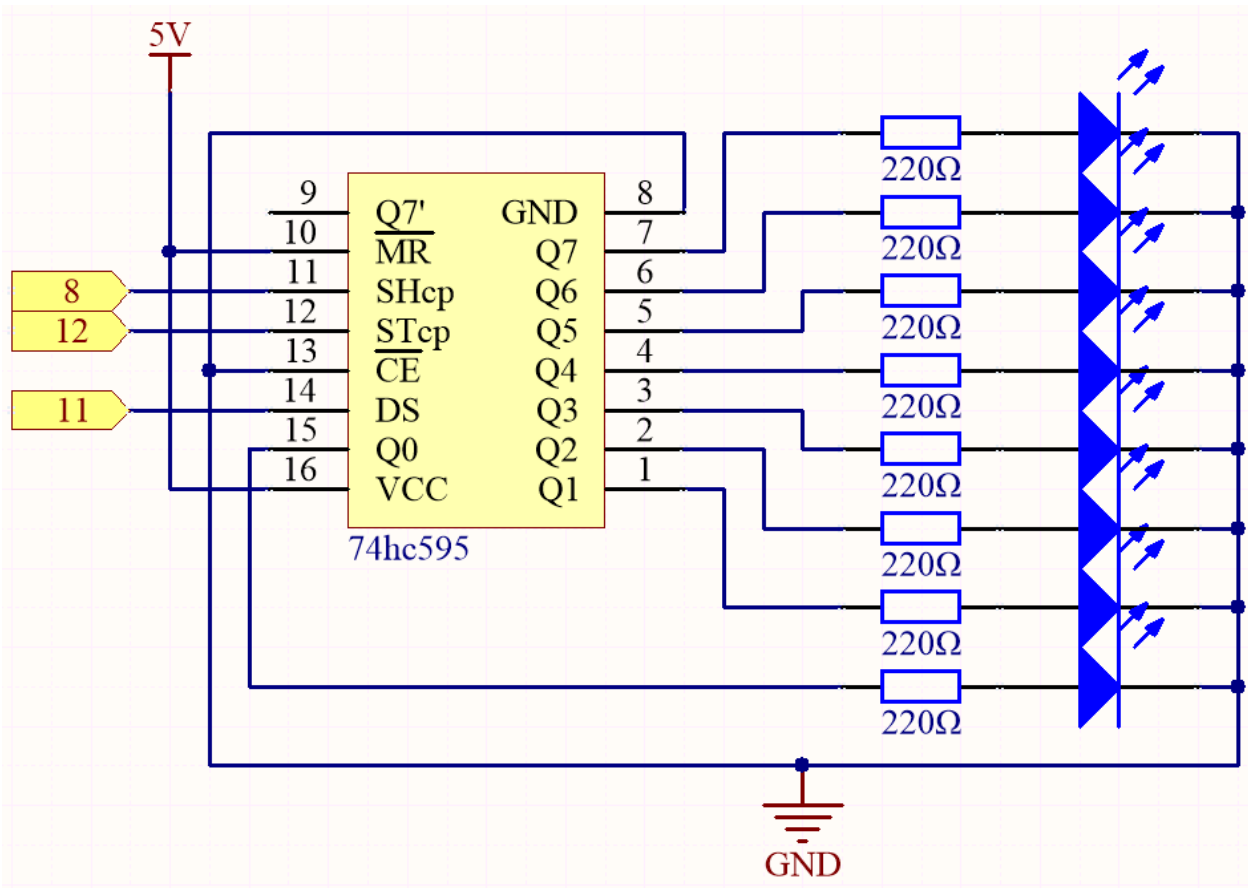 5V
9 Q7' GND 8
10 MR Q7 7
8 11 SHcp Q6 6
12 12 STcp Q5 5
13 CE Q4 4
11 14 DS Q3 3
15 Q0 Q2 2
16 VCC Q1 1
74hc595
220Ω
220Ω
220Ω
220Ω
220Ω
220Ω
220Ω
220Ω
GND